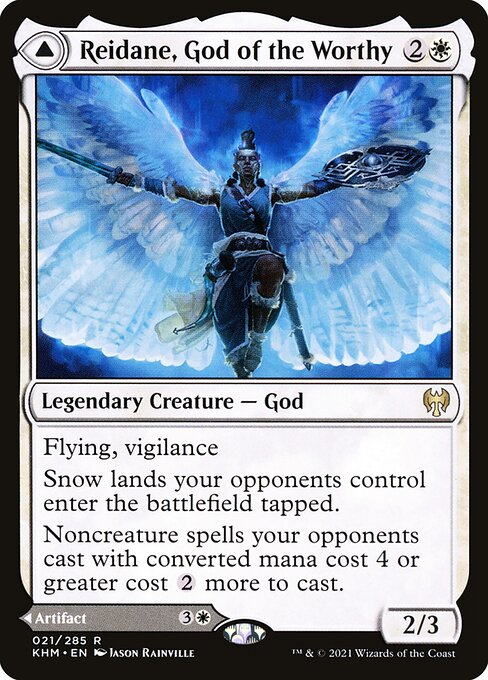 Reidane, God of the Worthy 2
Legendary Creature — God
Flying, vigilance
Snow lands your opponents control
enter the battlefield tapped.
Noncreature spells your opponents
cast with converted mana cost 4 or
greater cost 2 more to cast.
Artifact 3
2/3
021/285 R
KHM • EN JASON RAINVILLE
™ & © 2021 Wizards of the Coast